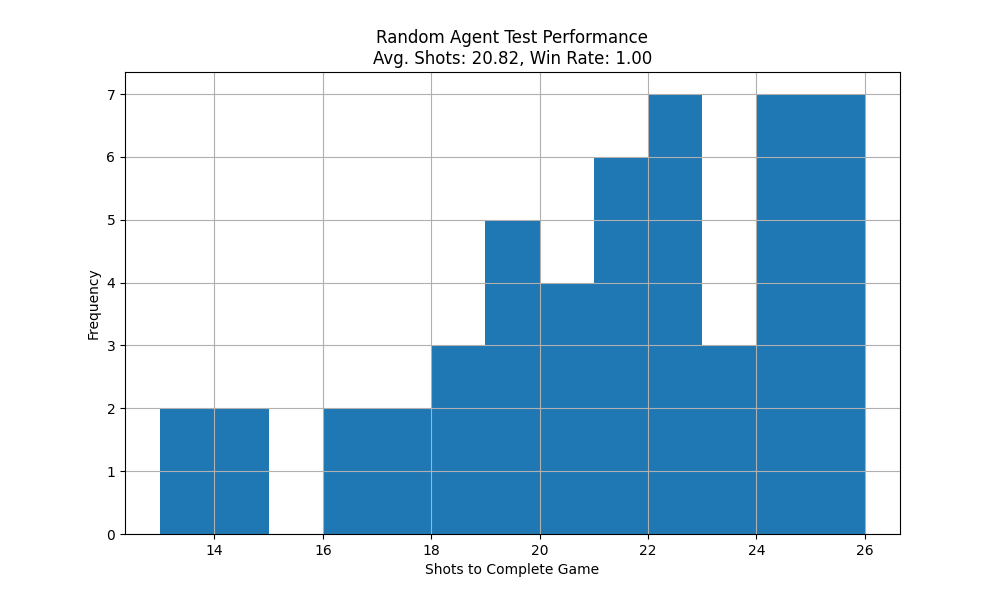 Random Agent Test Performance
Avg. Shots: 20.82, Win Rate: 1.00
7
6
5
4
3
2
1
0
Frequency
14 16 18 20 22 24 26
Shots to Complete Game